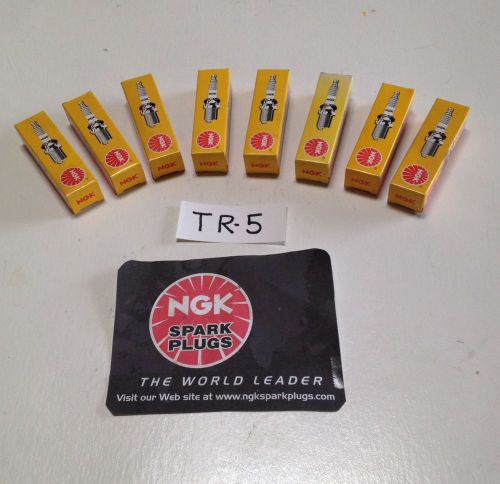 NGK
NGK
NGK
NGK
NGK
NGK
NGK
NGK
TR-5
NGK
SPARK
PLUGS
THE WORLD LEADER
Visit our Web site at www.ngksparkplugs.com